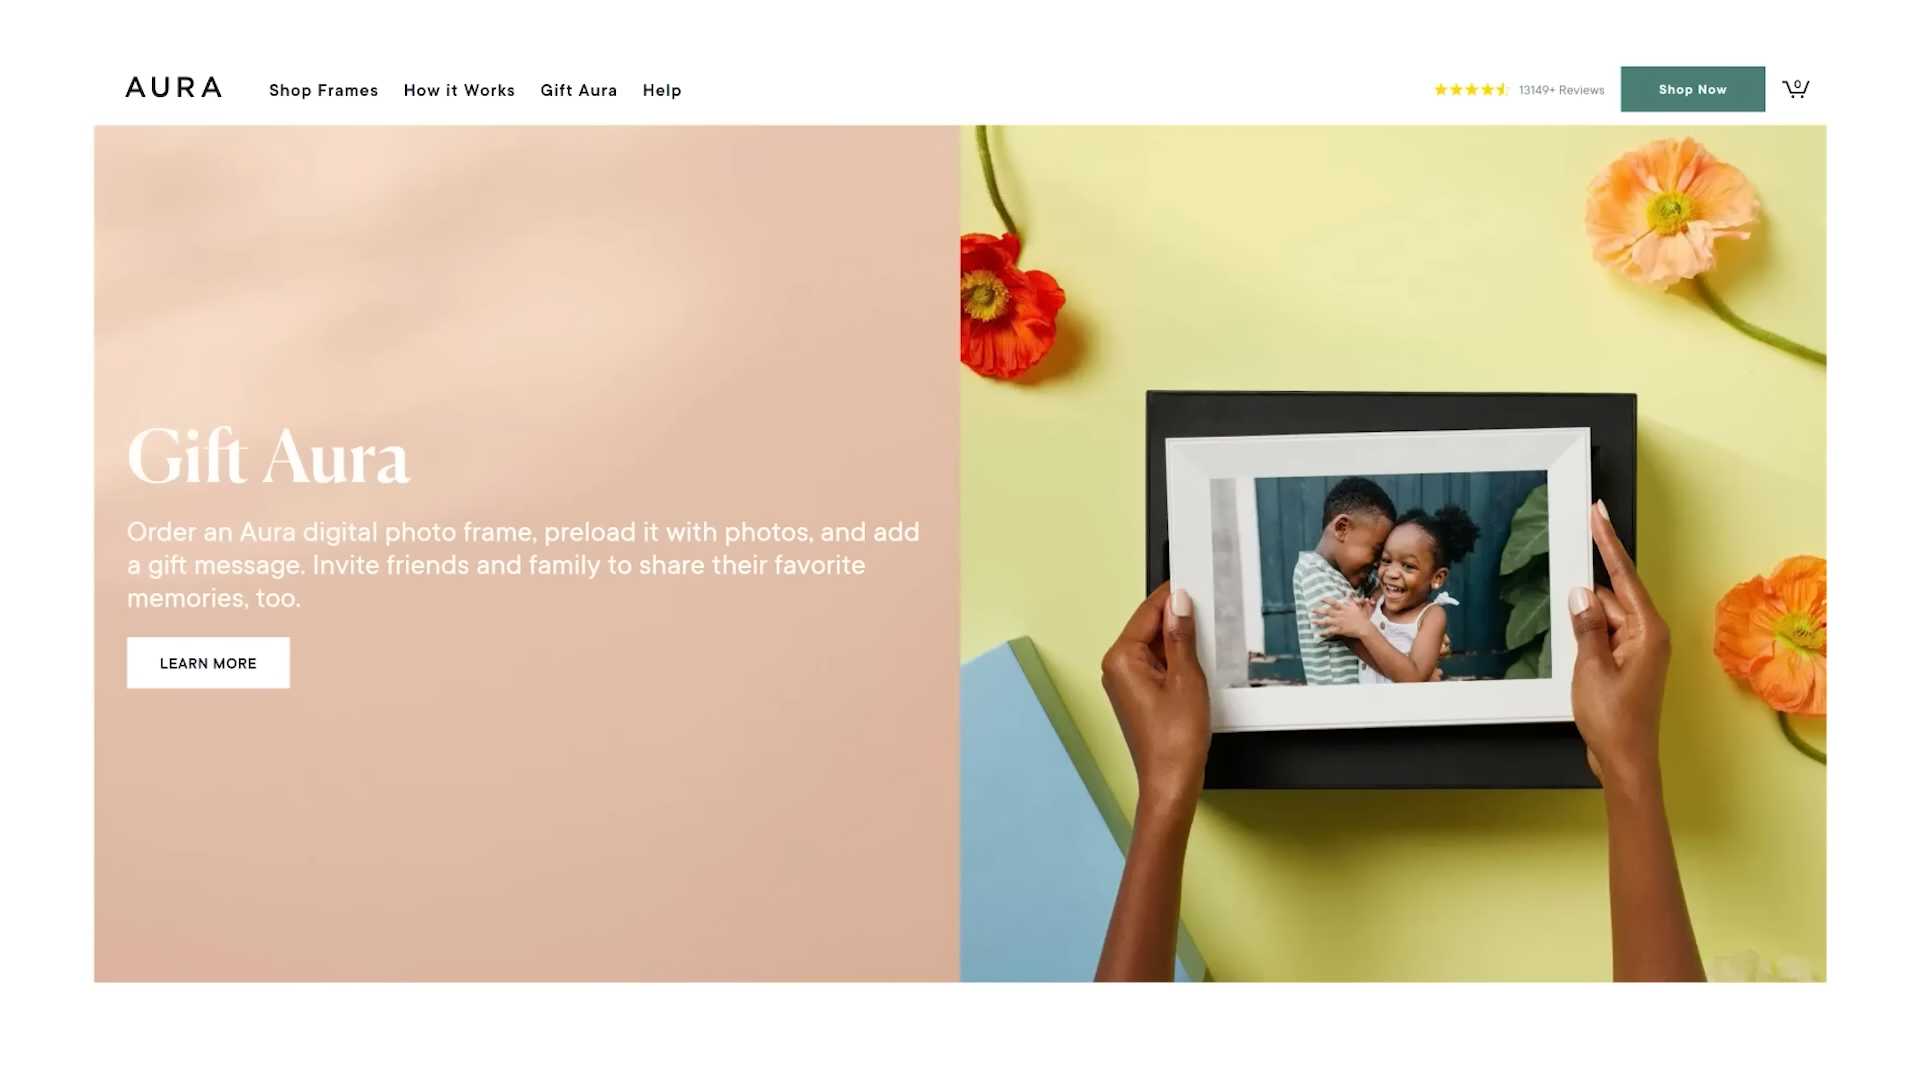 AURA
Shop Frames
How it Works
Gift Aura
Help
13149+ Reviews
Shop Now
0
Gift Aura
Order an Aura digital photo frame, preload it with photos, and add
a gift message. Invite friends and family to share their favorite
memories, too.
LEARN MORE